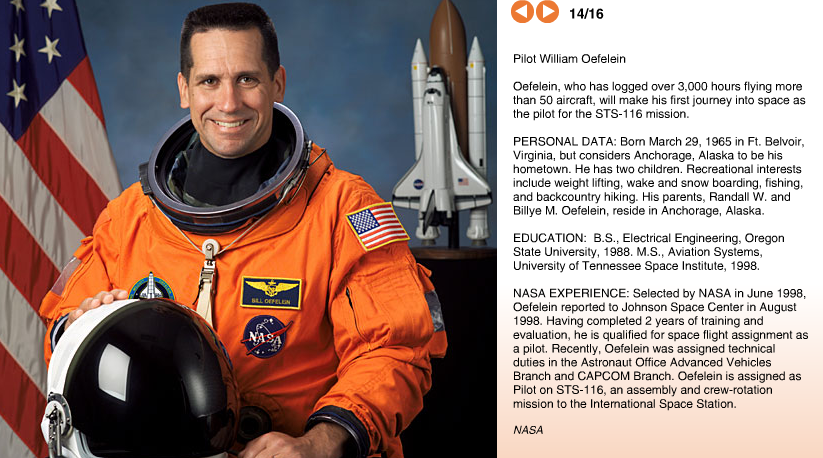 14/16
Pilot William Oefelein
Oefelein, who has logged over 3,000 hours flying more
than 50 aircraft, will make his first journey into space as
the pilot for the STS-116 mission.
PERSONAL DATA: Born March 29, 1965 in Ft. Belvoir,
Virginia, but considers Anchorage, Alaska to be his
hometown. He has two children. Recreational interests
include weight lifting, wake and snow boarding, fishing,
and backcountry hiking. His parents, Randall W. and
Billye M. Oefelein, reside in Anchorage, Alaska.
EDUCATION:  B.S., Electrical Engineering, Oregon
State University, 1988. M.S., Aviation Systems,
University of Tennessee Space Institute, 1998.
NASA EXPERIENCE: Selected by NASA in June 1998,
Oefelein reported to Johnson Space Center in August
1998. Having completed 2 years of training and
evaluation, he is qualified for space flight assignment as
a pilot. Recently, Oefelein was assigned technical
duties in the Astronaut Office Advanced Vehicles
Branch and CAPCOM Branch. Oefelein is assigned as
Pilot on STS-116, an assembly and crew-rotation
mission to the International Space Station.
NASA
BILL OEFELEIN
NASA